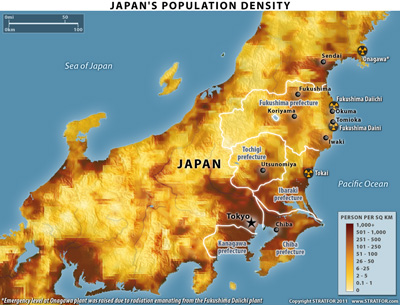 JAPAN'S POPULATION DENSITY
0mi 50
0km 100
Sendai
Onagawa*
Sea of Japan
Fukushima
Fukushima Daiichi
Fukushima prefecture
Okuma
Koriyama
Tomioka
Fukushima Daini
Iwaki
Tochigi
prefecture
JAPAN
Utsunomiya
Tokai
Pacific Ocean
Ibaraki
prefecture
Tokyo
Chiba
Kanagawa
prefecture
Chiba
prefecture
PERSON PER SQ KM
1,000+
501 - 1,000
251 - 500
101 - 250
51 - 100
26 - 50
6 - 25
2 - 5
0.1 - 1
0
*Emergency level at Onagawa plant was raised due to radiation emanating from the Fukushima Daiichi plant
Copyright STRATFOR 2011 www.STRATFOR.com